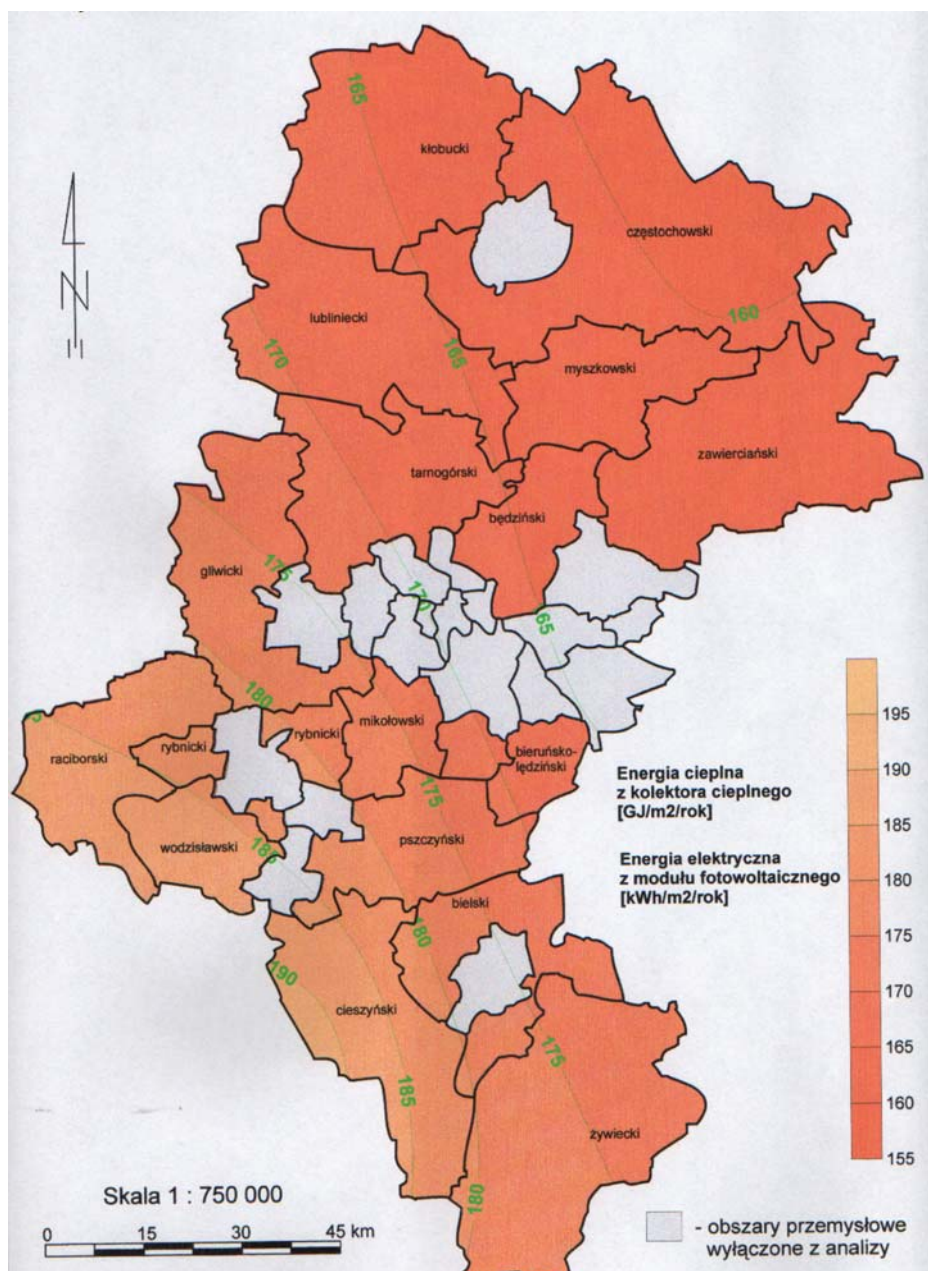 165
kłobucki
częstochowski
160
lubliniecki
170
165
myszkowski
zawierciański
tarnogórski
będziński
gliwicki
175
170
65
180
mikołowski
rybnicki
rybnicki
raciborski
bieruńsko-
lędziński
175
pszczyński
wodzisławski
185
bielski
180
190
cieszyński
185
175
żywiecki
180
Energia cieplna
z kolektora cieplnego
[GJ/m2/rok]
Energia elektryczna
z modułu fotowoltaicznego
[kWh/m2/rok]
195
190
185
180
175
170
165
160
155
Skala 1 : 750 000
0 15 30 45 km
- obszary przemysłowe
wyłączone z analizy